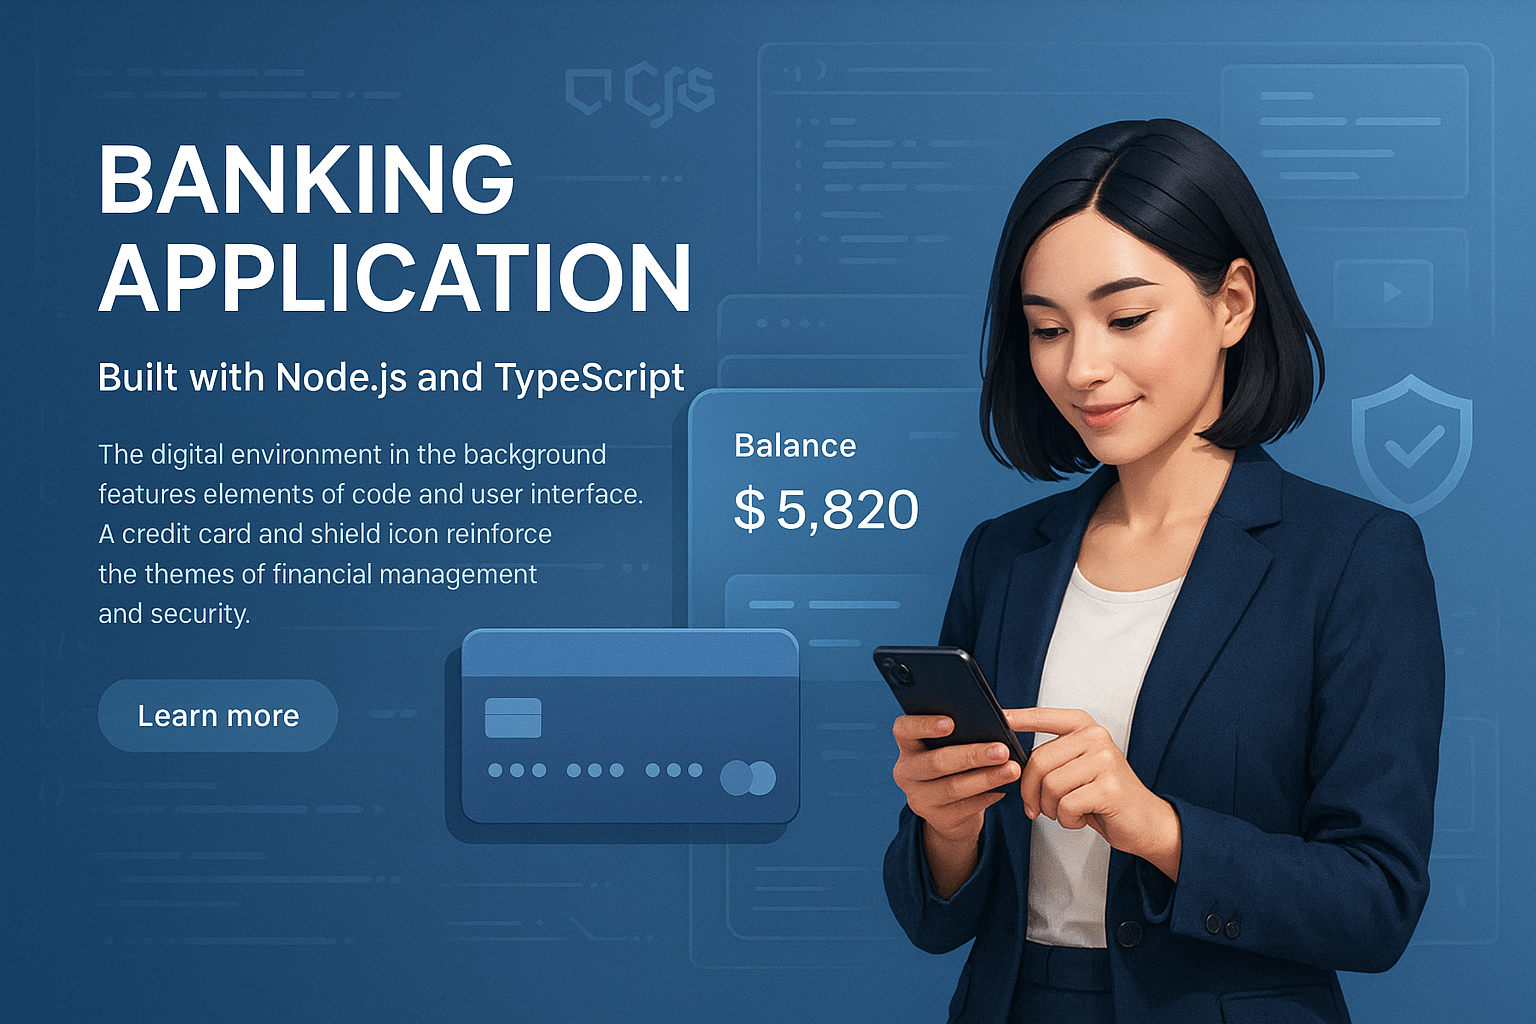 BANKING
APPLICATION
Built with Node.js and TypeScript
The digital environment in the background
features elements of code and user interface.
A credit card and shield icon reinforce
the themes of financial management
and security.
Learn more
Balance
$ 5,820